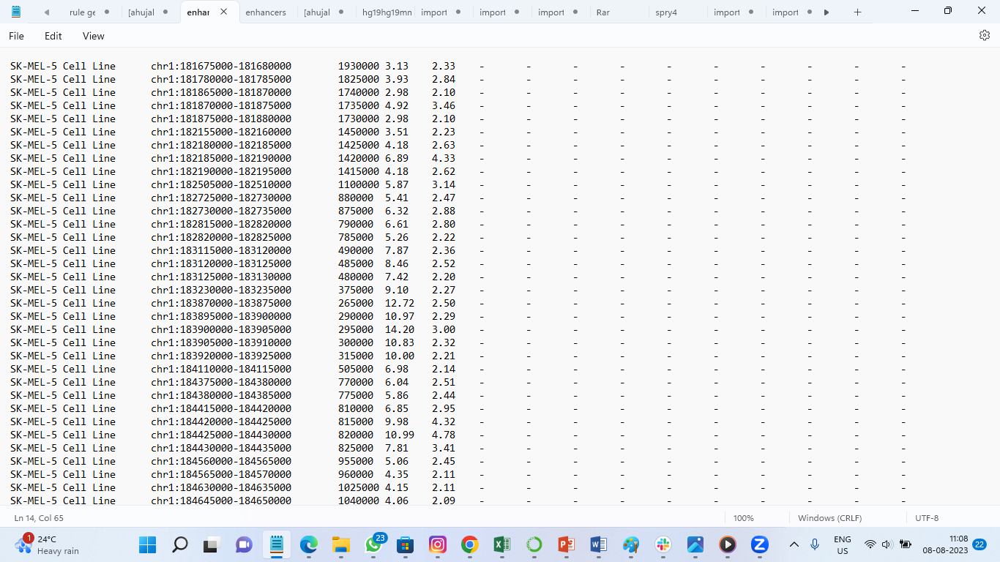 rule ge [ahujal enhar enhancers [ahujal hg19hg19mn import import import Rar spry4 import import
File Edit View
SK-MEL-5 Cell Line chr1:181675000-181680000 1930000 3.13 2.33 - - - - - - - - - -
SK-MEL-5 Cell Line chr1:181780000-181785000 1825000 3.93 2.84 - - - - - - - - - -
SK-MEL-5 Cell Line chr1:181865000-181870000 1740000 2.98 2.10 - - - - - - - - - -
SK-MEL-5 Cell Line chr1:181870000-181875000 1735000 4.92 3.46 - - - - - - - - - -
SK-MEL-5 Cell Line chr1:181875000-181880000 1730000 2.98 2.10 - - - - - - - - - -
SK-MEL-5 Cell Line chr1:182155000-182160000 1450000 3.51 2.23 - - - - - - - - - -
SK-MEL-5 Cell Line chr1:182180000-182185000 1425000 4.18 2.63 - - - - - - - - - -
SK-MEL-5 Cell Line chr1:182185000-182190000 1420000 6.89 4.33 - - - - - - - - - -
SK-MEL-5 Cell Line chr1:182190000-182195000 1415000 4.18 2.62 - - - - - - - - - -
SK-MEL-5 Cell Line chr1:182505000-182510000 1100000 5.87 3.14 - - - - - - - - - -
SK-MEL-5 Cell Line chr1:182725000-182730000 880000 5.41 2.47 - - - - - - - - - -
SK-MEL-5 Cell Line chr1:182730000-182735000 875000 6.32 2.88 - - - - - - - - - -
SK-MEL-5 Cell Line chr1:182815000-182820000 790000 6.61 2.80 - - - - - - - - - -
SK-MEL-5 Cell Line chr1:182820000-182825000 785000 5.26 2.22 - - - - - - - - - -
SK-MEL-5 Cell Line chr1:183115000-183120000 490000 7.87 2.36 - - - - - - - - - -
SK-MEL-5 Cell Line chr1:183120000-183125000 485000 8.46 2.52 - - - - - - - - - -
SK-MEL-5 Cell Line chr1:183125000-183130000 480000 7.42 2.20 - - - - - - - - - -
SK-MEL-5 Cell Line chr1:183230000-183235000 375000 9.10 2.27 - - - - - - - - - -
SK-MEL-5 Cell Line chr1:183870000-183875000 265000 12.72 2.50 - - - - - - - - - -
SK-MEL-5 Cell Line chr1:183895000-183900000 290000 10.97 2.29 - - - - - - - - - -
SK-MEL-5 Cell Line chr1:183900000-183905000 295000 14.20 3.00 - - - - - - - - - -
SK-MEL-5 Cell Line chr1:183905000-183910000 300000 10.83 2.32 - - - - - - - - - -
SK-MEL-5 Cell Line chr1:183920000-183925000 315000 10.00 2.21 - - - - - - - - - -
SK-MEL-5 Cell Line chr1:184110000-184115000 505000 6.98 2.14 - - - - - - - - - -
SK-MEL-5 Cell Line chr1:184375000-184380000 770000 6.04 2.51 - - - - - - - - - -
SK-MEL-5 Cell Line chr1:184380000-184385000 775000 5.86 2.44 - - - - - - - - - -
SK-MEL-5 Cell Line chr1:184415000-184420000 810000 6.85 2.95 - - - - - - - - - -
SK-MEL-5 Cell Line chr1:184420000-184425000 815000 9.98 4.32 - - - - - - - - - -
SK-MEL-5 Cell Line chr1:184425000-184430000 820000 10.99 4.78 - - - - - - - - - -
SK-MEL-5 Cell Line chr1:184430000-184435000 825000 7.81 3.41 - - - - - - - - - -
SK-MEL-5 Cell Line chr1:184560000-184565000 955000 5.06 2.45 - - - - - - - - - -
SK-MEL-5 Cell Line chr1:184565000-184570000 960000 4.35 2.11 - - - - - - - - - -
SK-MEL-5 Cell Line chr1:184630000-184635000 1025000 4.15 2.11 - - - - - - - - - -
SK-MEL-5 Cell Line chr1:184645000-184650000 1040000 4.06 2.09 - - - - - - - - - -
Ln 14, Col 65 100% Windows (CRLF) UTF-8
1 24°C 23 ENG 11:08
Heavy rain US 08-08-2023 22